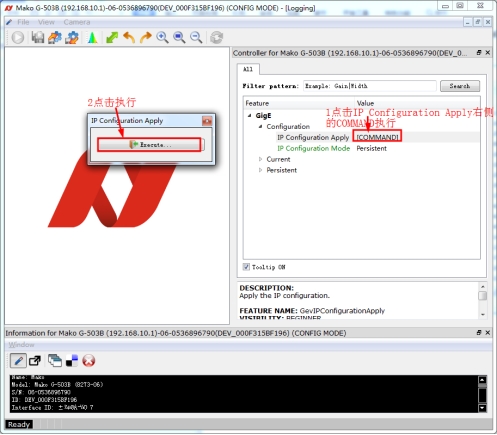 Mako G-503B (192.168.10.1)-06-0536896790(DEV_000F315BF196) (CONFIG MODE) - [Logging]
File View Camera
Controller for Mako G-503B (192.168.10.1)-06-0536896790(DEV_0...
All
Filter pattern: Example: Gain|Width Search
Feature Value
GigE
Configuration
IP Configuration Apply [COMMAND]
IP Configuration Mode Persistent
Current
Persistent
1点击IP Configuration Apply右侧
的COMMAND执行
2点击执行
IP Configuration Apply
Execute...
Tooltip ON
DESCRIPTION:
Apply the IP configuration.
FEATURE NAME: GevIPConfigurationApply
VISIBILITY: BEGINNER
Information for Mako G-503B (192.168.10.1)-06-0536896790(DEV_000F315BF196) (CONFIG MODE)
Window
Name: Mako
Model: Mako G-503B (8273-06)
S/N: 06-0536896790
ID: DEV_000F315BF196
Interface ID:
Ready